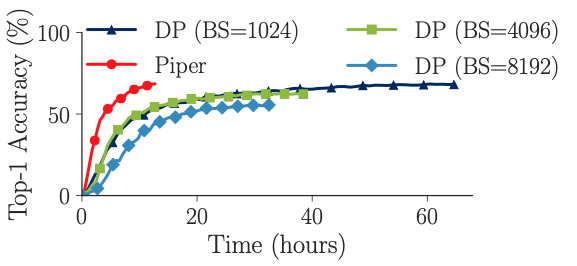 DP (BS=1024)
DP (BS=4096)
Piper
DP (BS=8192)
Top-1 Accuracy (%)
100
50
0
0
20
40
60
Time (hours)